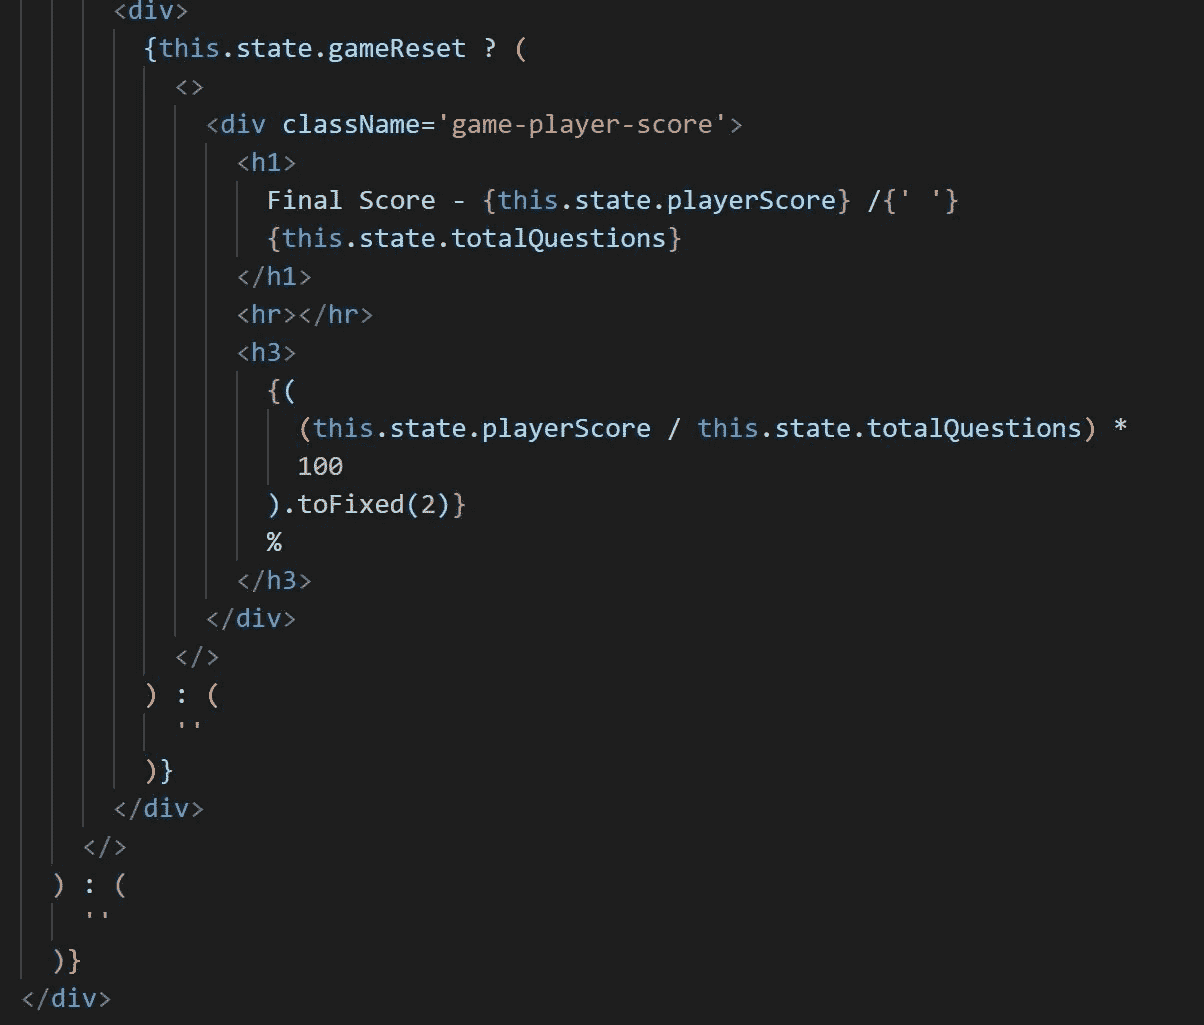 <div>
{this.state.gameReset ? (
<>
<div className='game-player-score'>
<h1>
Final Score - {this.state.playerScore} /{' '}
{this.state.totalQuestions}
</h1>
<hr></hr>
<h3>
{(
(this.state.playerScore / this.state.totalQuestions) *
100
).toFixed(2)}
%
</h3>
</div>
</>
) : (
''
)}
</div>
</>
) : (
''
)}
</div>